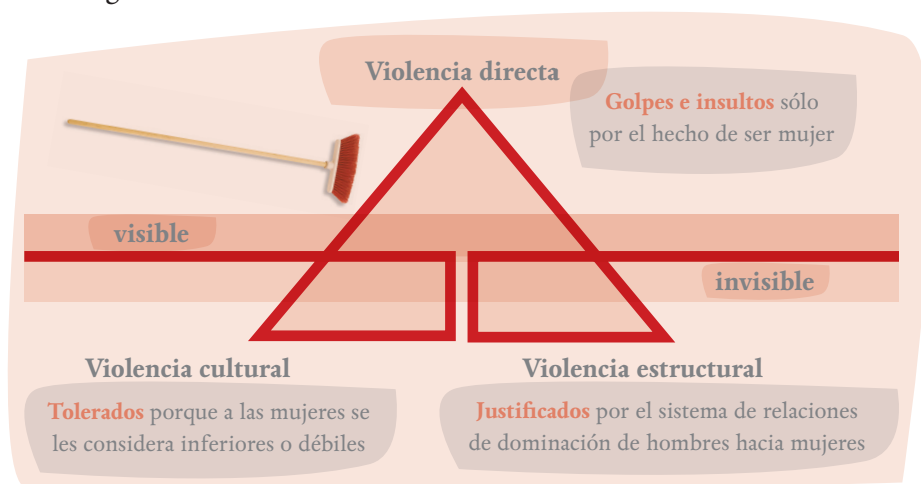 Violencia directa
Golpes e insultos sólo
por el hecho de ser mujer
visible
invisible
Violencia cultural
Tolerados porque a las mujeres se
les considera inferiores o débiles
Violencia estructural
Justificados por el sistema de relaciones
de dominación de hombres hacia mujeres